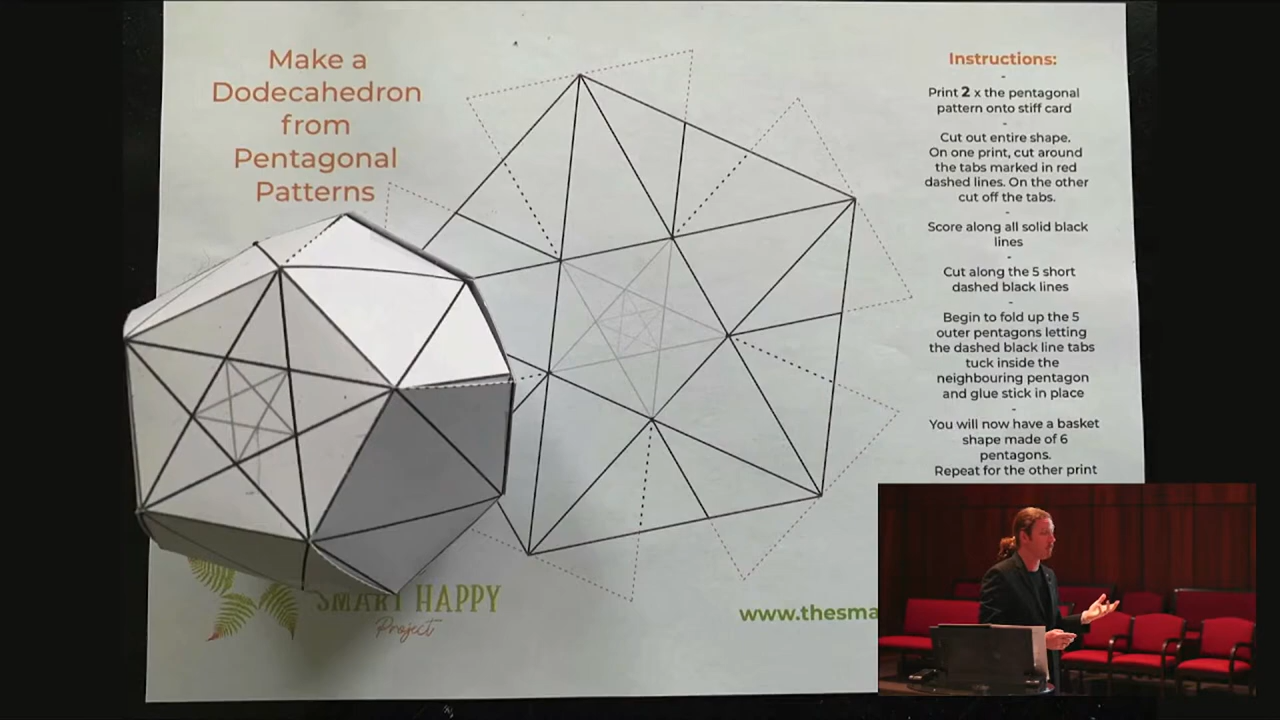 Make a
Dodecahedron
from
Pentagonal
Patterns
Instructions:
-
Print 2 x the pentagonal
pattern onto stiff card
-
Cut out entire shape.
On one print, cut around
the tabs marked in red
dashed lines. On the other
cut off the tabs.
-
Score along all solid black
lines
-
Cut along the 5 short
dashed black lines
-
Begin to fold up the 5
outer pentagons letting
the dashed black line tabs
tuck inside the
neighbouring pentagon
and glue stick in place
-
You will now have a basket
shape made of 6
pentagons.
Repeat for the other print
SMART HAPPY
Project
www.thesma